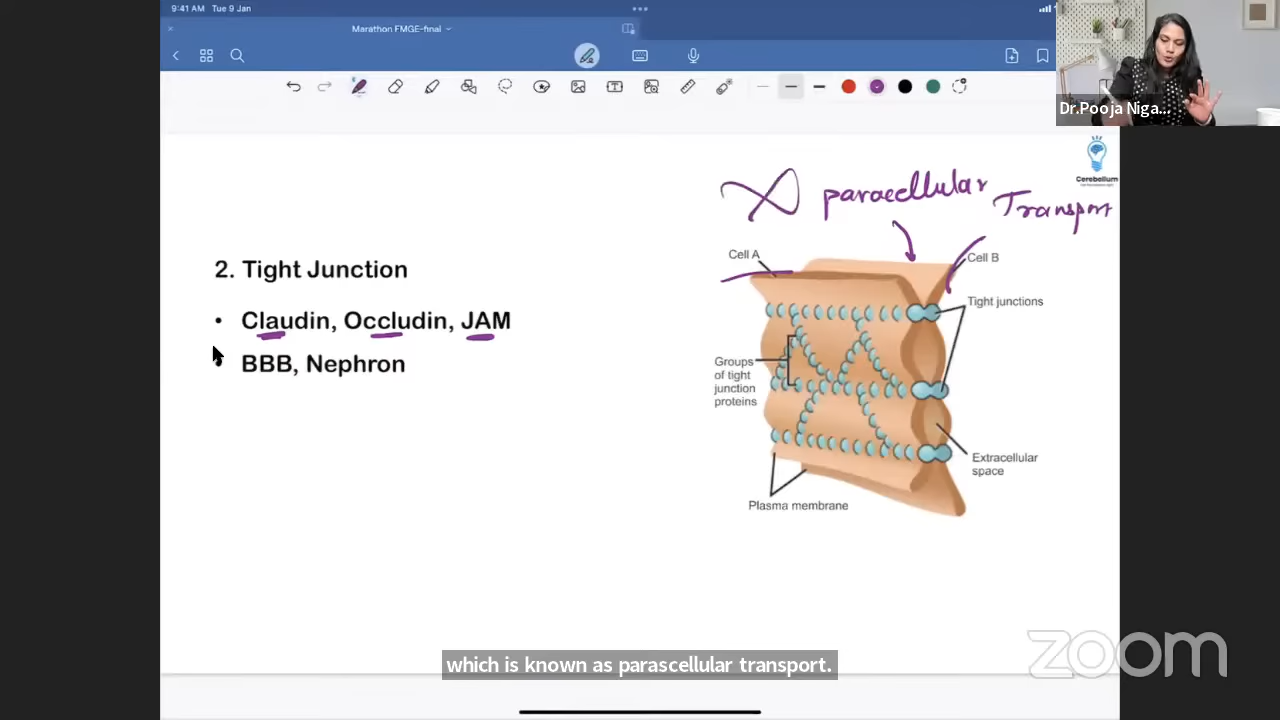 9:41 AM Tue 9 Jan
Marathon FMGE-final
Dr.Pooja Niga...
Cerebellum
paracellular
Transport
2. Tight Junction
• Claudin, Occludin, JAM
• BBB, Nephron
Cell A
Cell B
Tight junctions
Groups
of tight
junction
proteins
Extracellular
space
Plasma membrane
which is known as parascellular transport.
zoom